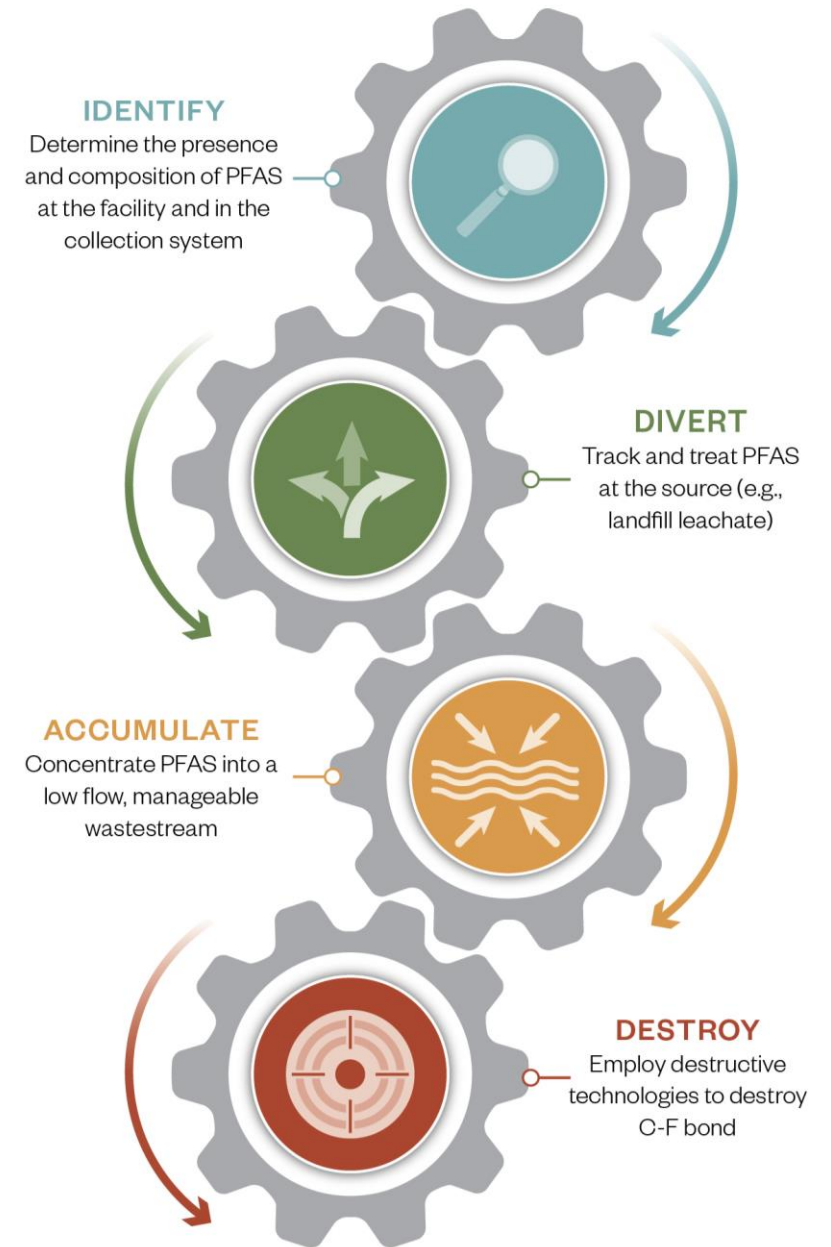 IDENTIFY
Determine the presence
and composition of PFAS
at the facility and in the
collection system
DIVERT
Track and treat PFAS
at the source (e.g.,
landfill leachate)
ACCUMULATE
Concentrate PFAS into a
low flow, manageable
wastestream
DESTROY
Employ destructive
technologies to destroy
C-F bond